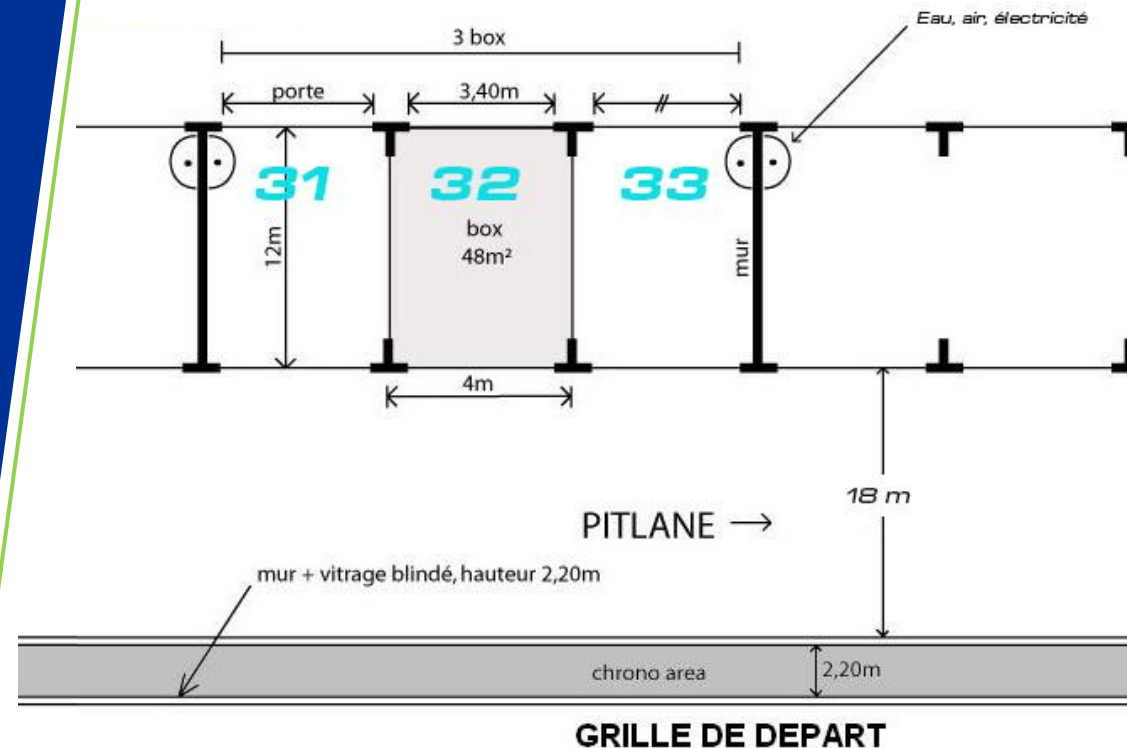 Eau, air, électricité
3 box
porte
3,40m
//
31
32
33
box
48m²
12m
mur
4m
18 m
PITLANE
mur + vitrage blindé, hauteur 2,20m
chrono area
2,20m
GRILLE DE DEPART